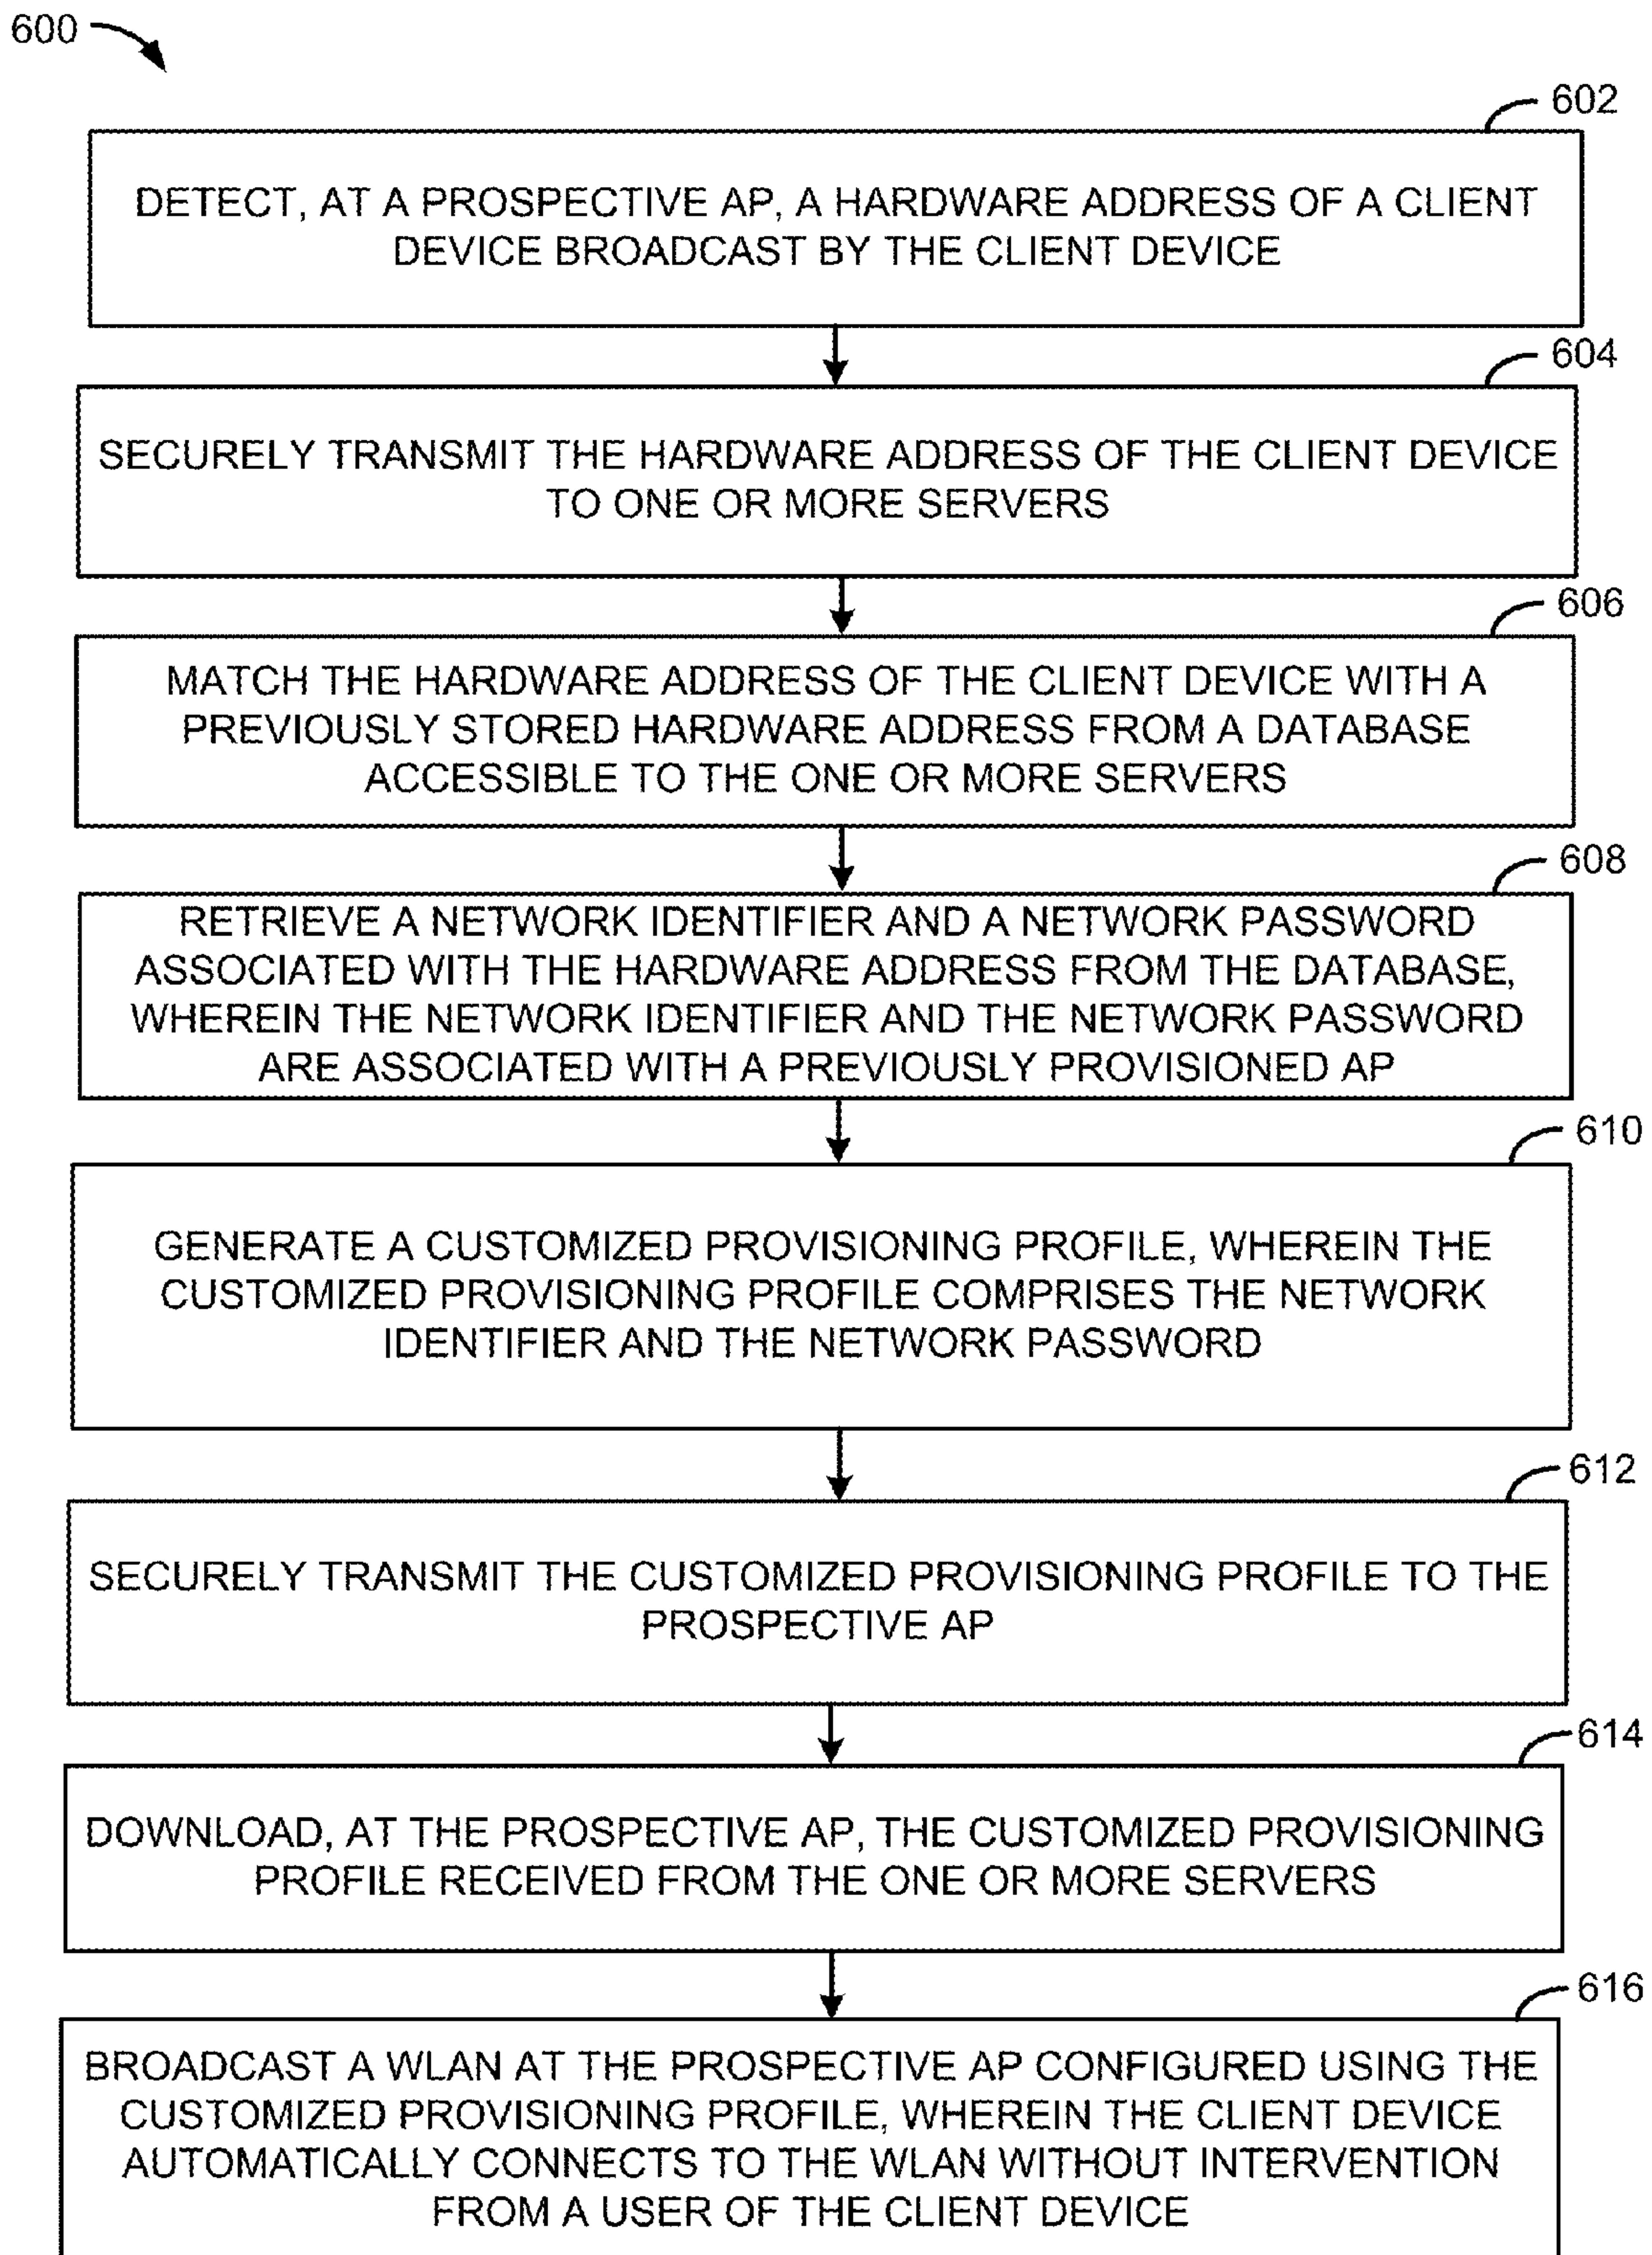 600
602
DETECT, AT A PROSPECTIVE AP, A HARDWARE ADDRESS OF A CLIENT
DEVICE BROADCAST BY THE CLIENT DEVICE
604
SECURELY TRANSMIT THE HARDWARE ADDRESS OF THE CLIENT DEVICE
TO ONE OR MORE SERVERS
606
MATCH THE HARDWARE ADDRESS OF THE CLIENT DEVICE WITH A
PREVIOUSLY STORED HARDWARE ADDRESS FROM A DATABASE
ACCESSIBLE TO THE ONE OR MORE SERVERS
608
RETRIEVE A NETWORK IDENTIFIER AND A NETWORK PASSWORD
ASSOCIATED WITH THE HARDWARE ADDRESS FROM THE DATABASE,
WHEREIN THE NETWORK IDENTIFIER AND THE NETWORK PASSWORD
ARE ASSOCIATED WITH A PREVIOUSLY PROVISIONED AP
610
GENERATE A CUSTOMIZED PROVISIONING PROFILE, WHEREIN THE
CUSTOMIZED PROVISIONING PROFILE COMPRISES THE NETWORK
IDENTIFIER AND THE NETWORK PASSWORD
612
SECURELY TRANSMIT THE CUSTOMIZED PROVISIONING PROFILE TO THE
PROSPECTIVE AP
614
DOWNLOAD, AT THE PROSPECTIVE AP, THE CUSTOMIZED PROVISIONING
PROFILE RECEIVED FROM THE ONE OR MORE SERVERS
616
BROADCAST A WLAN AT THE PROSPECTIVE AP CONFIGURED USING THE
CUSTOMIZED PROVISIONING PROFILE, WHEREIN THE CLIENT DEVICE
AUTOMATICALLY CONNECTS TO THE WLAN WITHOUT INTERVENTION
FROM A USER OF THE CLIENT DEVICE